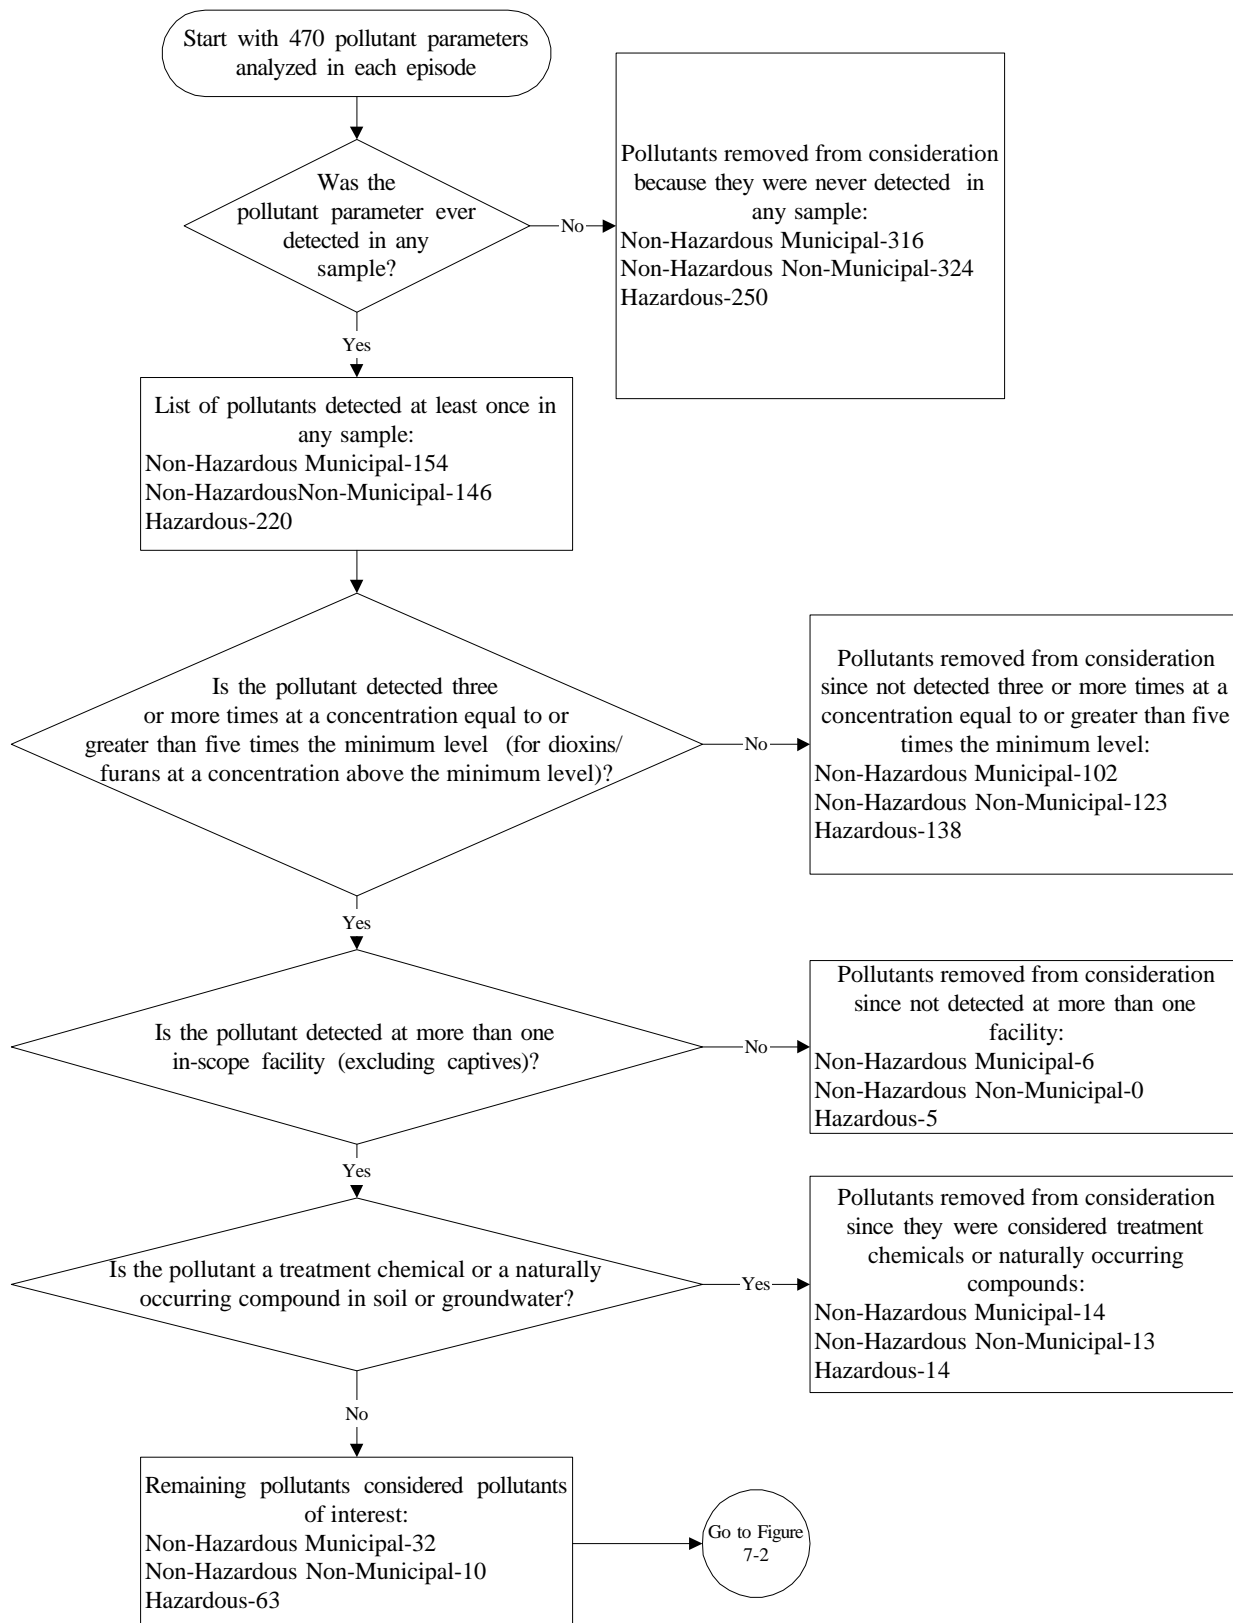 Start with 470 pollutant parameters
analyzed in each episode
Pollutants removed from consideration
because they were never detected in
any sample:
Non-Hazardous Municipal-316
Non-Hazardous Non-Municipal-324
Hazardous-250
Was the
pollutant parameter ever
detected in any
sample?
No
Yes
List of pollutants detected at least once in
any sample:
Non-Hazardous Municipal-154
Non-HazardousNon-Municipal-146
Hazardous-220
Is the pollutant detected three
or more times at a concentration equal to or
greater than five times the minimum level (for dioxins/
furans at a concentration above the minimum level)?
No
Pollutants removed from consideration
since not detected three or more times at a
concentration equal to or greater than five
times the minimum level:
Non-Hazardous Municipal-102
Non-Hazardous Non-Municipal-123
Hazardous-138
Yes
Is the pollutant detected at more than one
in-scope facility (excluding captives)?
No
Pollutants removed from consideration
since not detected at more than one
facility:
Non-Hazardous Municipal-6
Non-Hazardous Non-Municipal-0
Hazardous-5
Yes
Is the pollutant a treatment chemical or a naturally
occurring compound in soil or groundwater?
Yes
Pollutants removed from consideration
since they were considered treatment
chemicals or naturally occurring
compounds:
Non-Hazardous Municipal-14
Non-Hazardous Non-Municipal-13
Hazardous-14
No
Remaining pollutants considered pollutants
of interest:
Non-Hazardous Municipal-32
Non-Hazardous Non-Municipal-10
Hazardous-63
Go to Figure
7-2